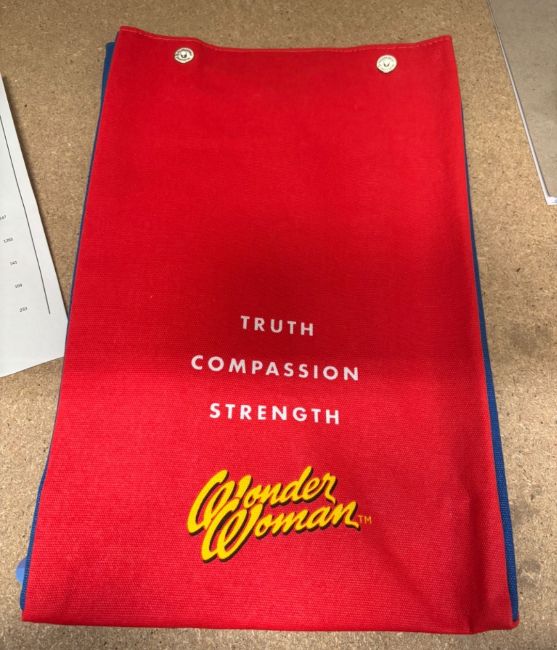 TRUTH
COMPASSION
STRENGTH
Wonder
Woman™